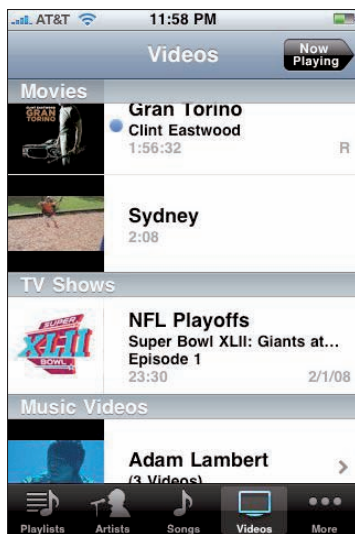 AT&T 11:58 PM
Videos
Now
Playing
Movies
GRAN
TORINO
Gran Torino
Clint Eastwood
1:56:32 R
Sydney
2:08
TV Shows
SUPER
XLII
BOWL
NFL Playoffs
Super Bowl XLII: Giants at...
Episode 1
23:30 2/1/08
Music Videos
Adam Lambert
(3 Videos)
Playlists Artists Songs Videos More